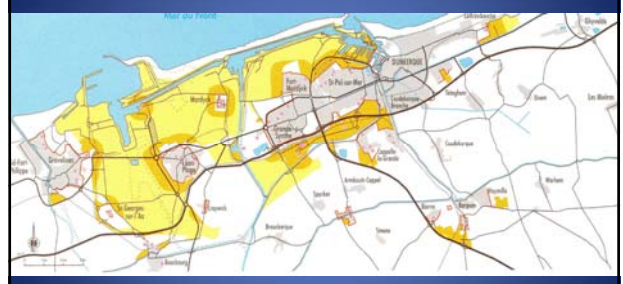 Mer du Nord
Leffrinckoucke
Ghyvelde
DUNKERQUE
Fort-
Mardyck
St-Pol-sur-Mer
Mardyck
Téteghem
Uxem
Les Moëres
Coudekerque-
Branche
Grande-
Synthe
Gravelines
Coudekerque
Cappelle
la-Grande
Loon-
Plage
Armbouts-Cappel
Warhem
Spycker
Hoymille
St-Georges-
sur-l'Aa
Craywick
Bierne
Bergues
Brouckerque
Steene
Bourbourg